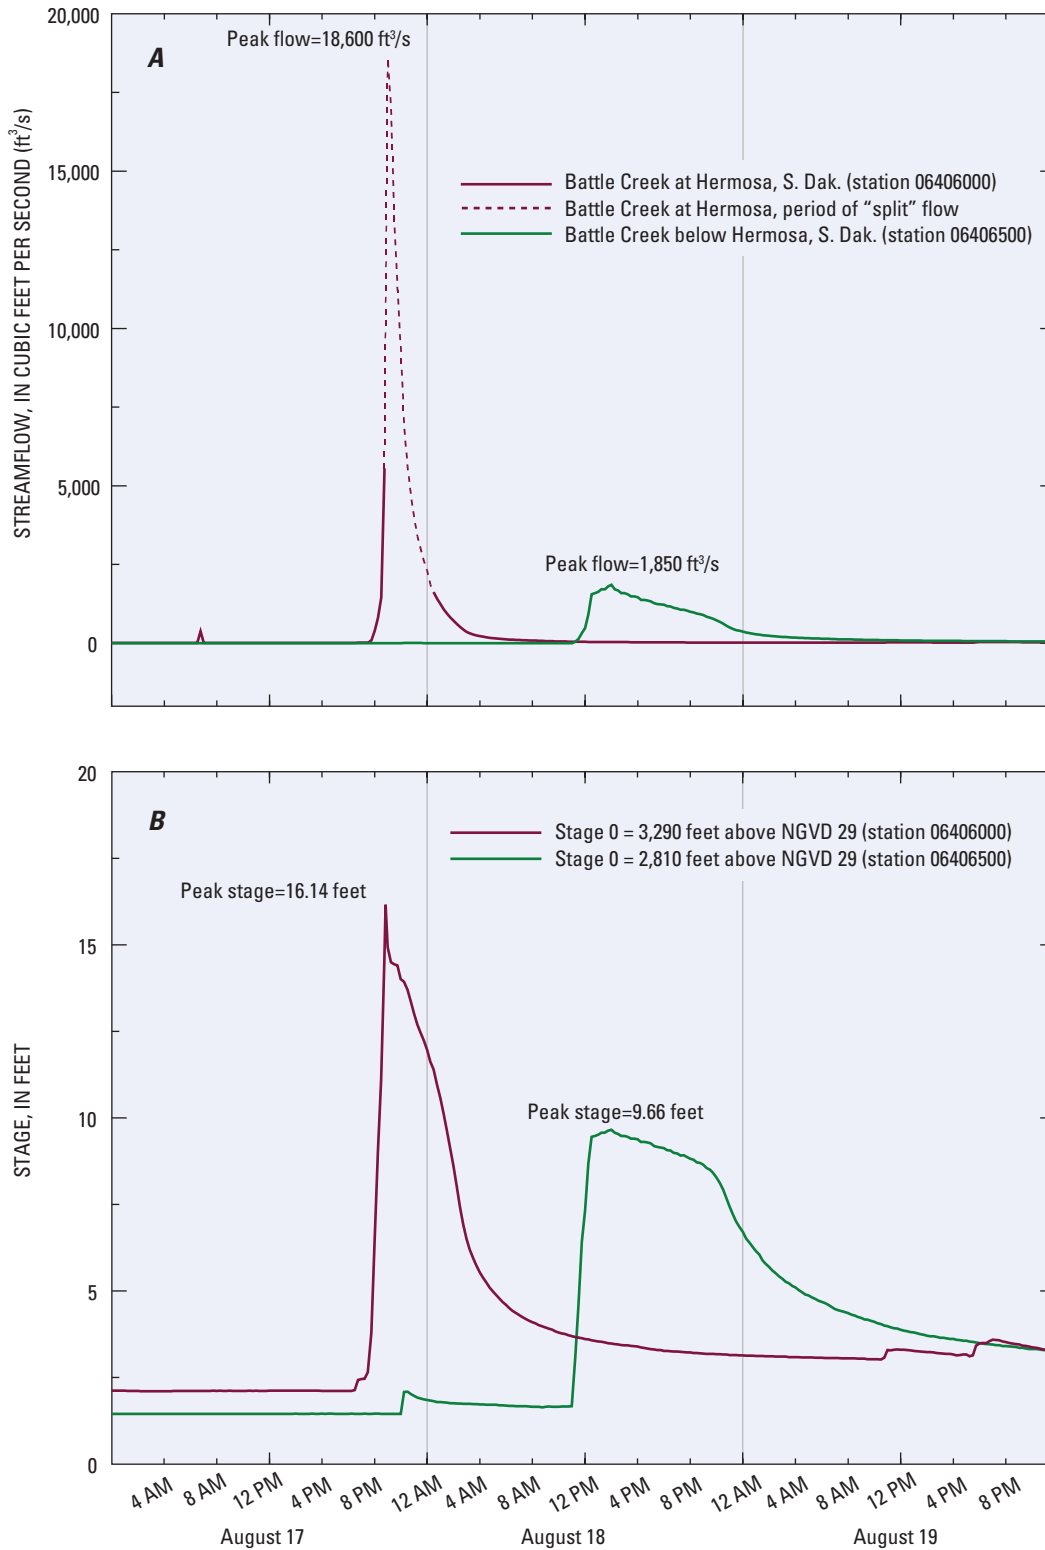 20,000
15,000
10,000
5,000
0
STREAMFLOW, IN CUBIC FEET PER SECOND (ft³/s)
A
Peak flow=18,600 ft³/s
Battle Creek at Hermosa, S. Dak. (station 06406000)
Battle Creek at Hermosa, period of “split” flow
Battle Creek below Hermosa, S. Dak. (station 06406500)
Peak flow=1,850 ft³/s
20
15
10
5
0
STAGE, IN FEET
B
Stage 0 = 3,290 feet above NGVD 29 (station 06406000)
Stage 0 = 2,810 feet above NGVD 29 (station 06406500)
Peak stage=16.14 feet
Peak stage=9.66 feet
4 AM 8 AM 12 PM 4 PM 8 PM 12 AM 4 AM 8 AM 12 PM 4 PM 8 PM 12 AM 4 AM 8 AM 12 PM 4 PM 8 PM
August 17 August 18 August 19